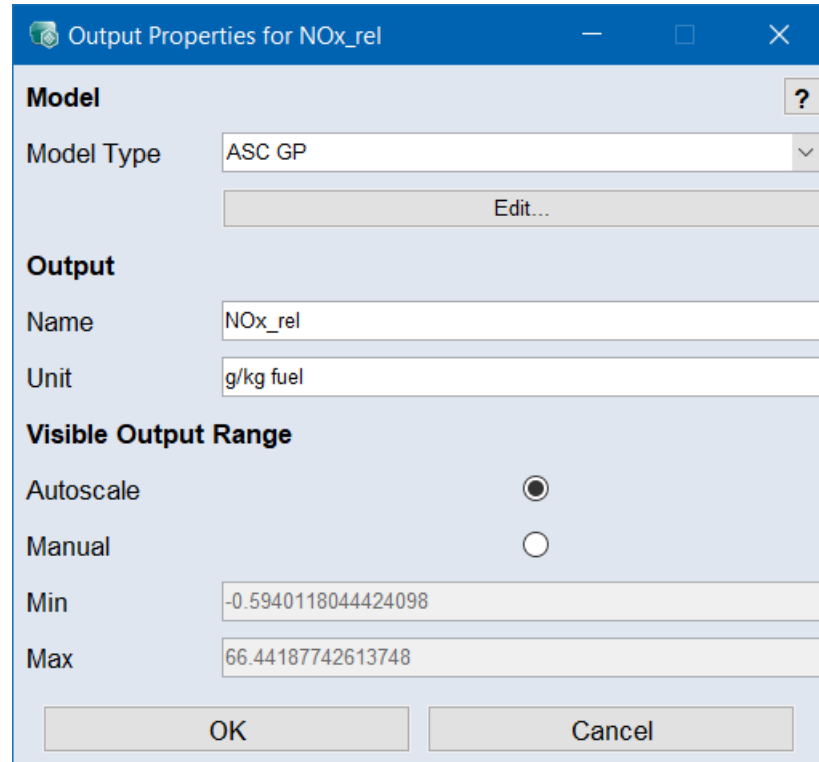 Output Properties for NOx_rel
Model ?
Model Type ASC GP
Edit...
Output
Name NOx_rel
Unit g/kg fuel
Visible Output Range
Autoscale
Manual
Min -0.5940118044424098
Max 66.44187742613748
OK Cancel